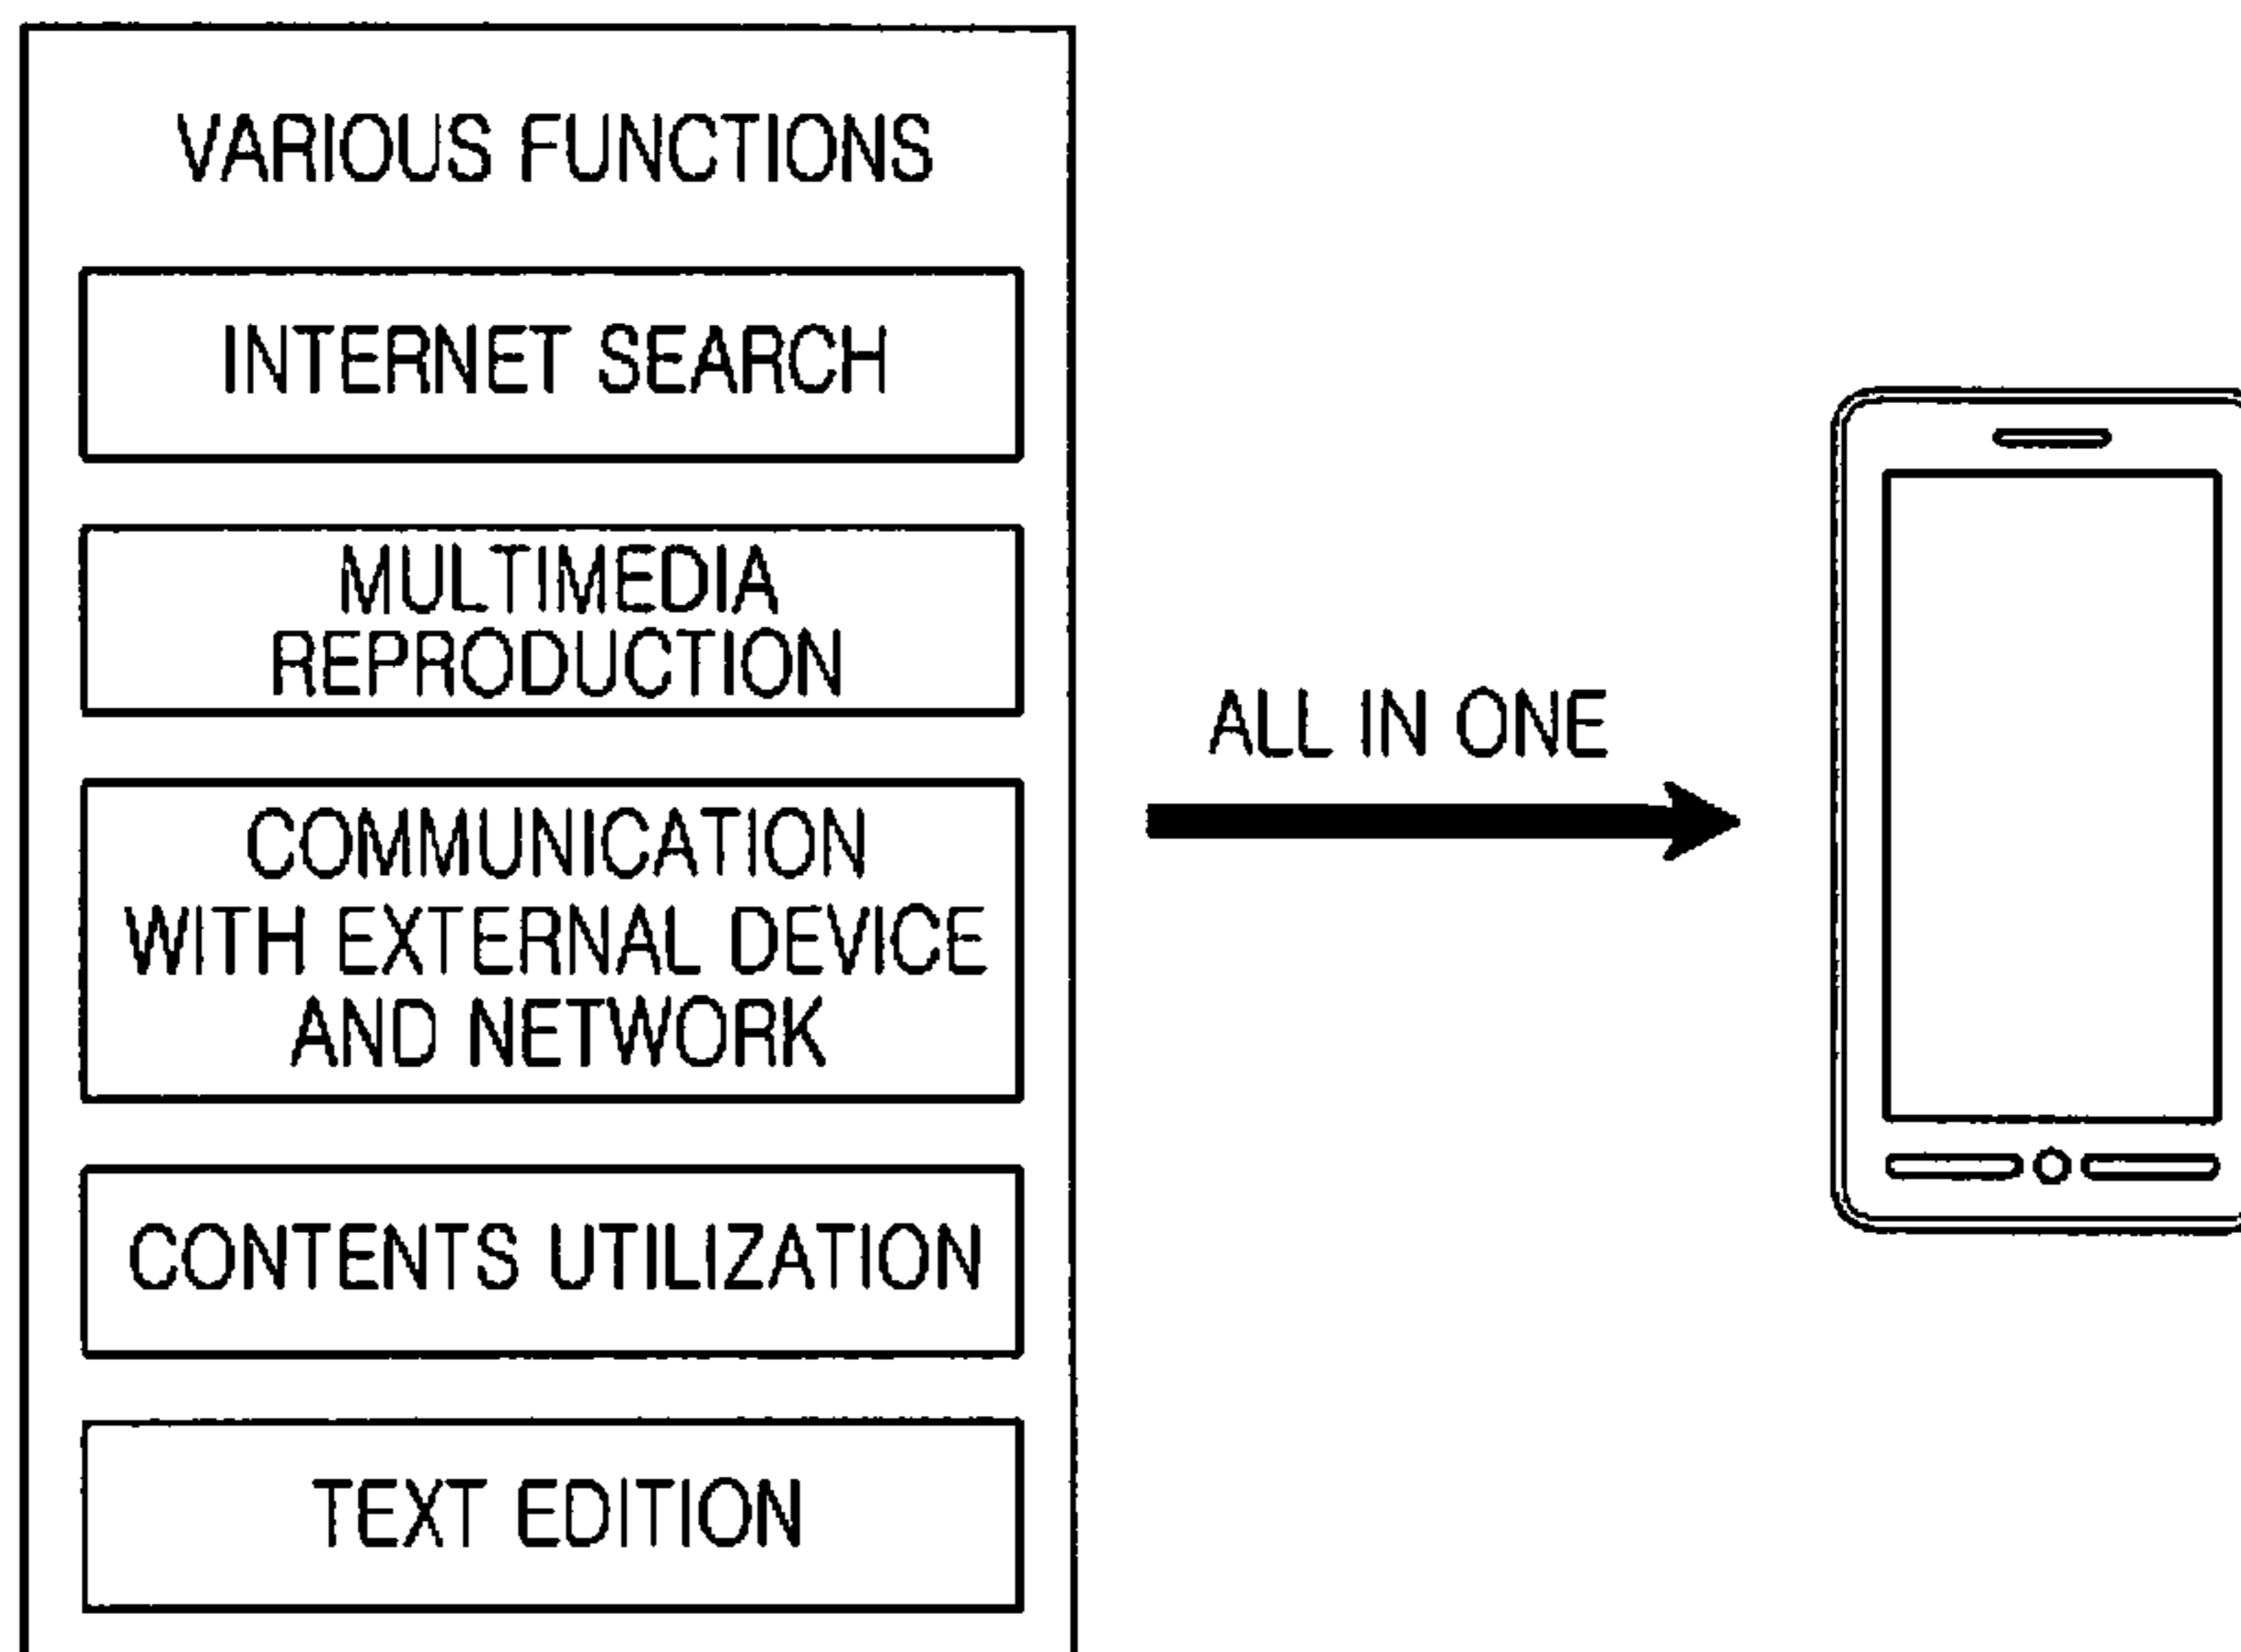 VARIOUS FUNCTIONS
INTERNET SEARCH
MULTIMEDIA
REPRODUCTION
COMMUNICATION
WITH EXTERNAL DEVICE
AND NETWORK
CONTENTS UTILIZATION
TEXT EDITION
ALL IN ONE